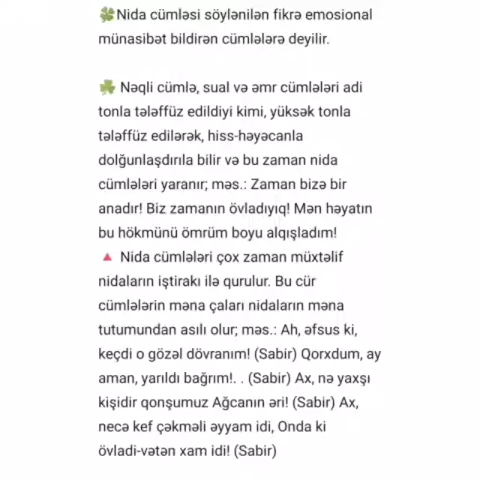 🍀Nida cümləsi söylənilən fikrə emosional
münasibət bildirən cümlələrə deyilir.
☘️ Nəqli cümlə, sual və əmr cümlələri adi
tonla tələffüz edildiyi kimi, yüksək tonla
tələffüz edilərək, hiss-həyəcanla
dolğunlaşdırıla bilir və bu zaman nida
cümlələri yaranır; məs.: Zaman bizə bir
anadır! Biz zamanın övladıyıq! Mən həyatın
bu hökmünü ömrüm boyu alqışladım!
🔺 Nida cümlələri çox zaman müxtəlif
nidaların iştirakı ilə qurulur. Bu cür
cümlələrin məna çaları nidaların məna
tutumundan asılı olur; məs.: Ah, əfsus ki,
keçdi o gözəl dövranım! (Sabir) Qorxdum, ay
aman, yarıldı bağrım!. . (Sabir) Ax, nə yaxşı
kişidir qonşumuz Ağcanın əri! (Sabir) Ax,
necə kef çəkməli əyyam idi, Onda ki
övladi-vətən xam idi! (Sabir)